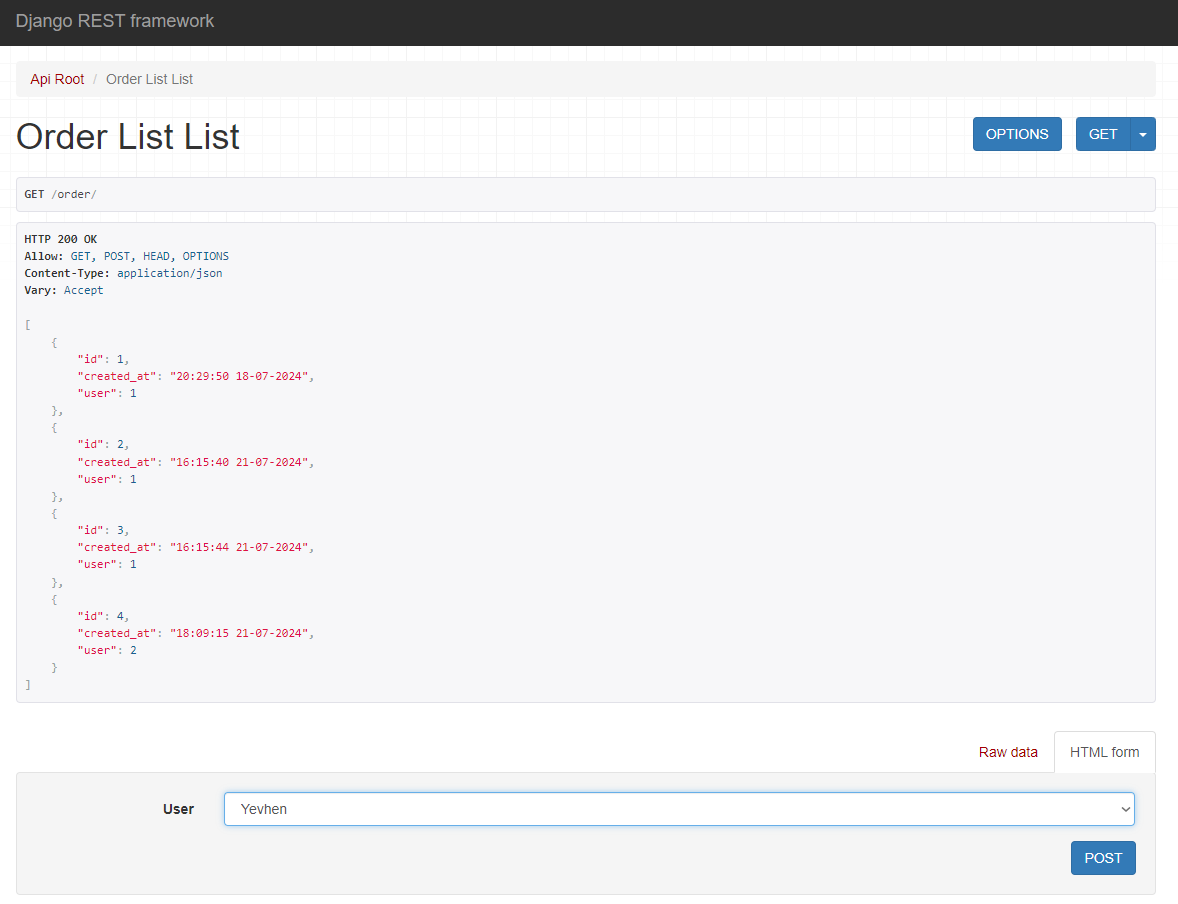 Django REST framework
Api Root / Order List List
Order List List
OPTIONS
GET
GET /order/
HTTP 200 OK
Allow: GET, POST, HEAD, OPTIONS
Content-Type: application/json
Vary: Accept
[
    {
        "id": 1,
        "created_at": "20:29:50 18-07-2024",
        "user": 1
    },
    {
        "id": 2,
        "created_at": "16:15:40 21-07-2024",
        "user": 1
    },
    {
        "id": 3,
        "created_at": "16:15:44 21-07-2024",
        "user": 1
    },
    {
        "id": 4,
        "created_at": "18:09:15 21-07-2024",
        "user": 2
    }
]
Raw data
HTML form
User
Yevhen
POST